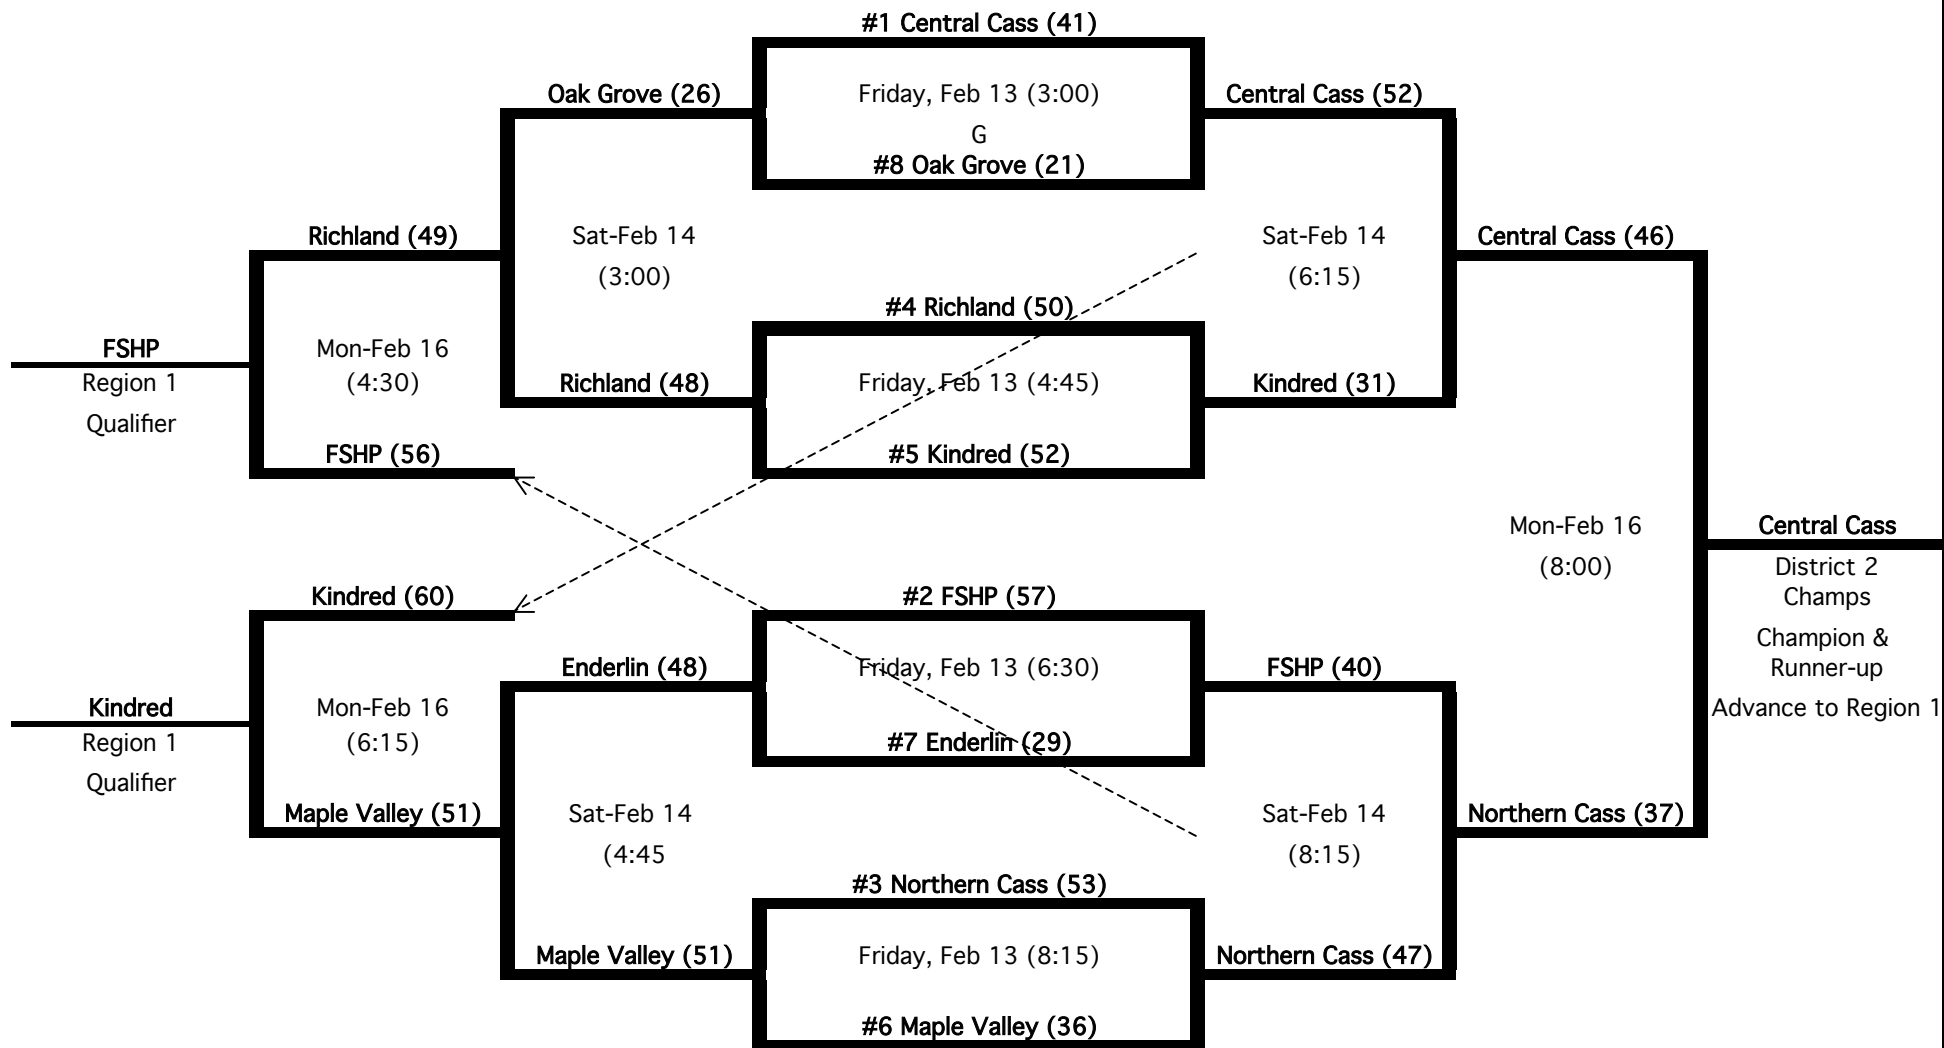 #1 Central Cass (41)
Oak Grove (26)
Friday, Feb 13 (3:00)
Central Cass (52)
G
#8 Oak Grove (21)
Richland (49)
Sat-Feb 14
(3:00)
Sat-Feb 14
(6:15)
Central Cass (46)
#4 Richland (50)
FSHP
Region 1
Qualifier
Mon-Feb 16
(4:30)
Richland (48)
Friday, Feb 13 (4:45)
Kindred (31)
FSHP (56)
#5 Kindred (52)
Mon-Feb 16
(8:00)
Central Cass
District 2
Champs
Champion &
Runner-up
Advance to Region 1
Kindred (60)
#2 FSHP (57)
Enderlin (48)
Friday, Feb 13 (6:30)
FSHP (40)
Kindred
Region 1
Qualifier
Mon-Feb 16
(6:15)
#7 Enderlin (29)
Maple Valley (51)
Sat-Feb 14
(4:45
Sat-Feb 14
(8:15)
Northern Cass (37)
#3 Northern Cass (53)
Maple Valley (51)
Friday, Feb 13 (8:15)
Northern Cass (47)
#6 Maple Valley (36)